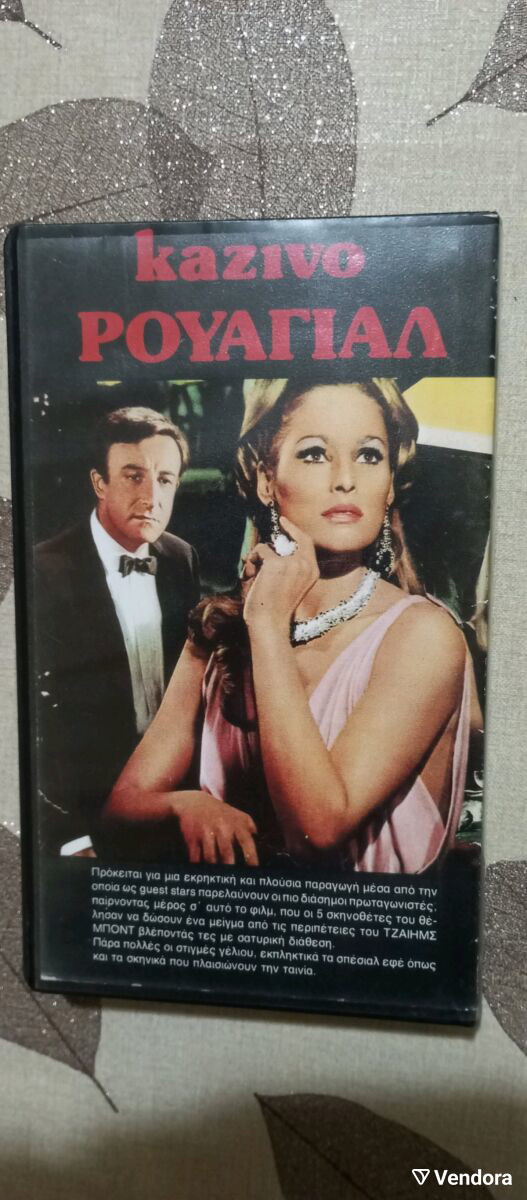 καzιvο
ΡΟΥΑΓΙΑΛ
Πρόκειται για μια εκρηκτική και πλούσια παραγωγή μέσα από την
οποία ως guest stars παρελαύνουν οι πιο διάσημοι πρωταγωνιστές,
παίρνοντας μέρος σ' αυτό το φιλμ, που οι 5 σκηνοθέτες του θέ-
λησαν να δώσουν ένα μείγμα από τις περιπέτειες του ΤΖΑΙΗΜΣ
ΜΠΟΝΤ βλέποντάς τες με σατυρική διάθεση.
Πάρα πολλές οι στιγμές γέλιου, εκπληκτικά τα σπέσιαλ εφέ όπως
και τα σκηνικά που πλαισιώνουν την ταινία.
Vendora